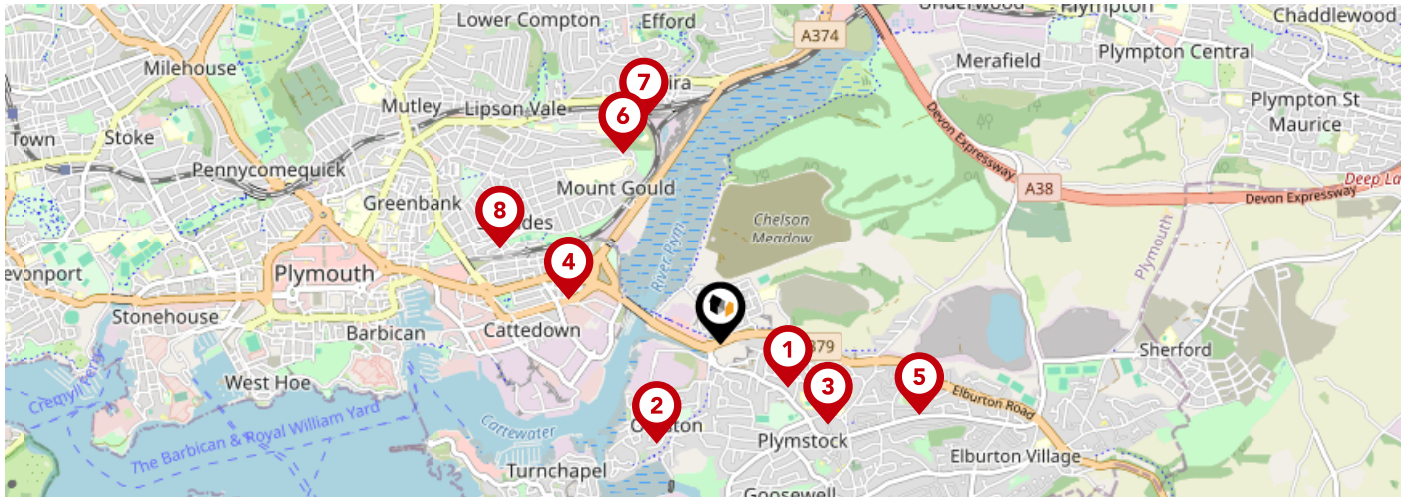 Lower Compton
Efford
Plympton
Chaddlewood
A374
Milehouse
Merafield
Plympton Central
7
Mutley
Lipson Vale
6
Devon Expressway
Plympton St
Maurice
Town
Stoke
Pennycomequick
Mount Gould
A38
Devon Expressway
Greenbank
8
Chelson
Meadow
River Plym
Plymouth
4
Plymouth
Stonehouse
Barbican
Cattedown
1
379
Sherford
West Hoe
3
5
Elburton Road
2
The Barbican & Royal William Yard
Cattewater
Plymstock
Elburton Village
Turnchapel
Goosewell